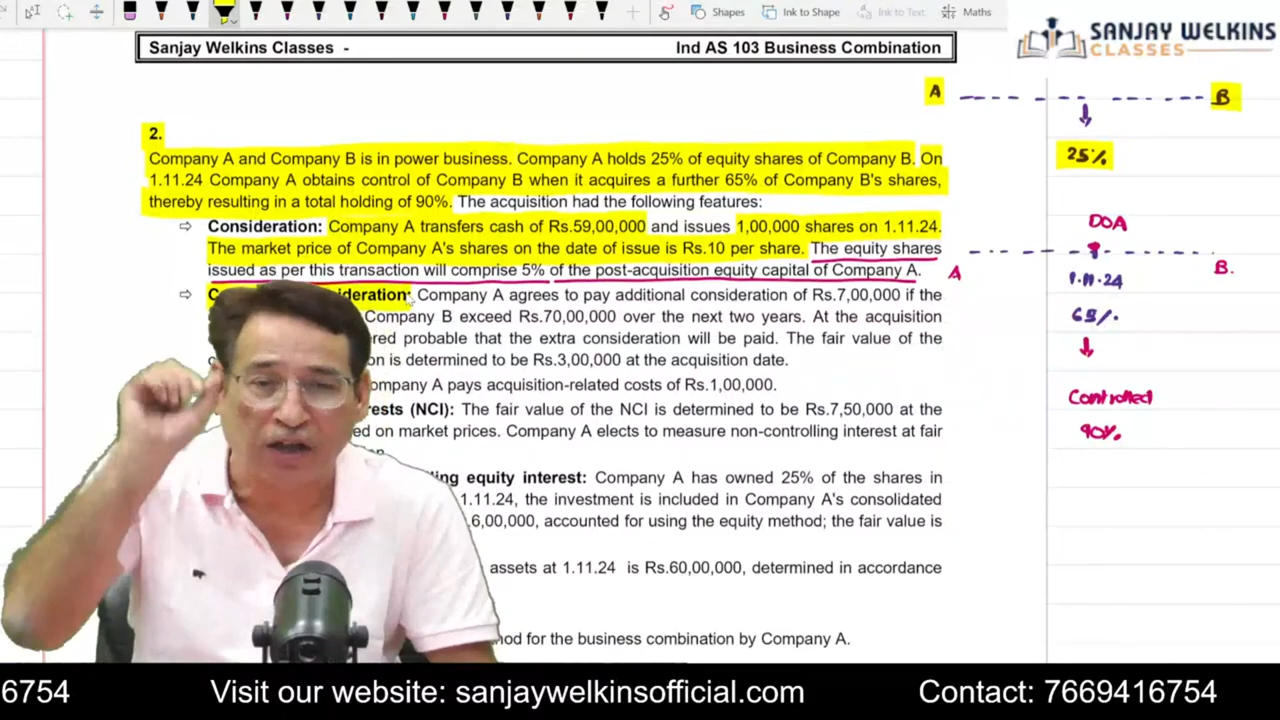 Shapes
Ink to Shape
Ink to Text
Maths
Sanjay Welkins Classes -
Ind AS 103 Business Combination
SANJAY WELKINS
CLASSES
A
B
25%
2.
Company A and Company B is in power business. Company A holds 25% of equity shares of Company B. On
1.11.24 Company A obtains control of Company B when it acquires a further 65% of Company B's shares,
thereby resulting in a total holding of 90%. The acquisition had the following features:
⇨ Consideration: Company A transfers cash of Rs.59,00,000 and issues 1,00,000 shares on 1.11.24.
The market price of Company A's shares on the date of issue is Rs.10 per share. The equity shares
issued as per this transaction will comprise 5% of the post-acquisition equity capital of Company A.
DOA
A
B.
1.11.24
65%.
Controlled
90%.
Company A agrees to pay additional consideration of Rs.7,00,000 if the
Company B exceed Rs.70,00,000 over the next two years. At the acquisition
probable that the extra consideration will be paid. The fair value of the
is determined to be Rs.3,00,000 at the acquisition date.
pays acquisition-related costs of Rs.1,00,000.
(NCI): The fair value of the NCI is determined to be Rs.7,50,000 at the
on market prices. Company A elects to measure non-controlling interest at fair
equity interest: Company A has owned 25% of the shares in
1.11.24, the investment is included in Company A's consolidated
6,00,000, accounted for using the equity method; the fair value is
assets at 1.11.24 is Rs.60,00,000, determined in accordance
for the business combination by Company A.
6754
Visit our website: sanjaywelkinsofficial.com
Contact: 7669416754